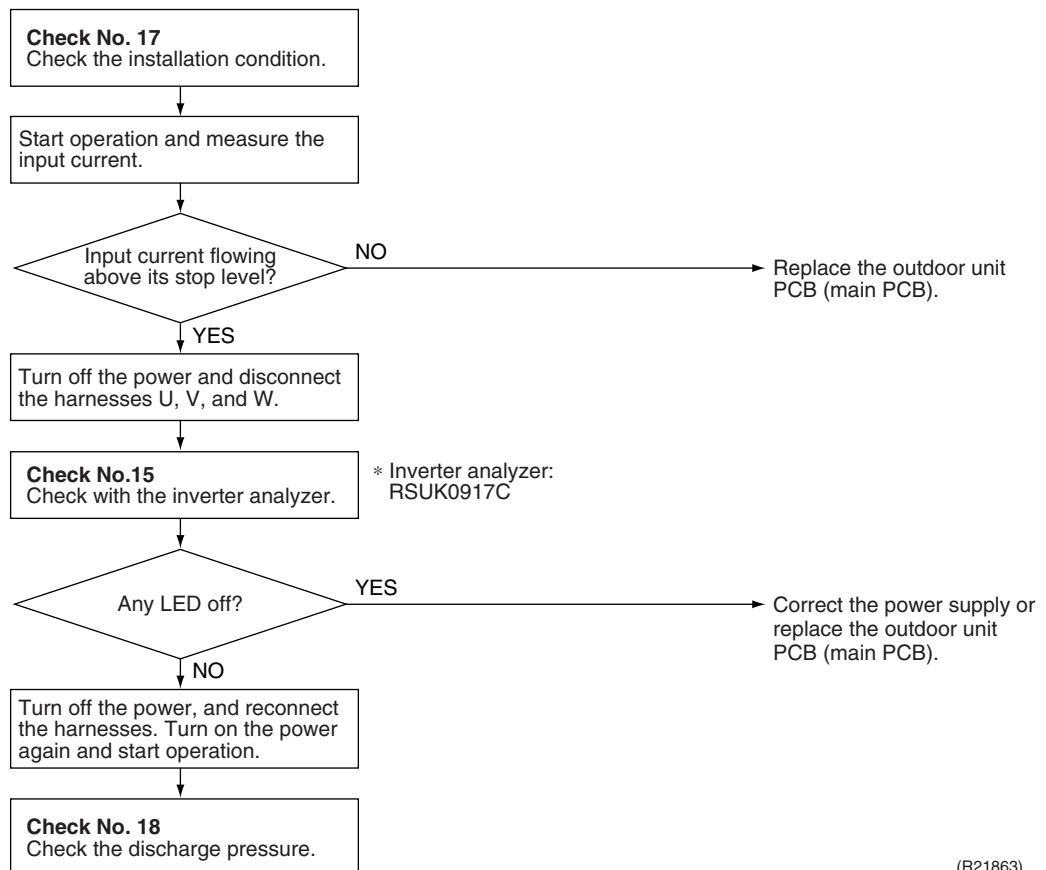 Check No. 17
Check the installation condition.
Start operation and measure the
input current.
Input current flowing
above its stop level?
NO
Replace the outdoor unit
PCB (main PCB).
YES
Turn off the power and disconnect
the harnesses U, V, and W.
Check No.15
Check with the inverter analyzer.
∗ Inverter analyzer:
RSUK0917C
Any LED off?
YES
Correct the power supply or
replace the outdoor unit
PCB (main PCB).
NO
Turn off the power, and reconnect
the harnesses. Turn on the power
again and start operation.
Check No. 18
Check the discharge pressure.
(R21863)